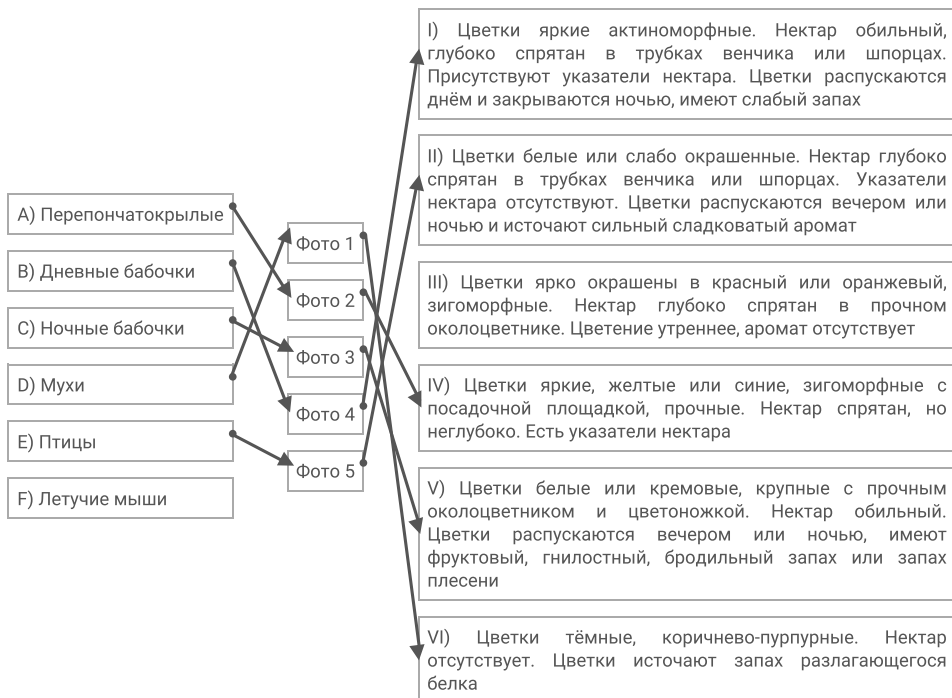 A) Перепончатокрылые
B) Дневные бабочки
C) Ночные бабочки
D) Мухи
E) Птицы
F) Летучие мыши
Фото 1
Фото 2
Фото 3
Фото 4
Фото 5
I) Цветки яркие актиноморфные. Нектар обильный,
глубоко спрятан в трубках венчика или шпорцах.
Присутствуют указатели нектара. Цветки распускаются
днём и закрываются ночью, имеют слабый запах
II) Цветки белые или слабо окрашенные. Нектар глубоко
спрятан в трубках венчика или шпорцах. Указатели
нектара отсутствуют. Цветки распускаются вечером или
ночью и источают сильный сладковатый аромат
III) Цветки ярко окрашены в красный или оранжевый,
зигоморфные. Нектар глубоко спрятан в прочном
околоцветнике. Цветение утреннее, аромат отсутствует
IV) Цветки яркие, желтые или синие, зигоморфные с
посадочной площадкой, прочные. Нектар спрятан, но
неглубоко. Есть указатели нектара
V) Цветки белые или кремовые, крупные с прочным
околоцветником и цветоножкой. Нектар обильный.
Цветки распускаются вечером или ночью, имеют
фруктовый, гнилостный, бродильный запах или запах
плесени
VI) Цветки тёмные, коричнево-пурпурные. Нектар
отсутствует. Цветки источают запах разлагающегося
белка